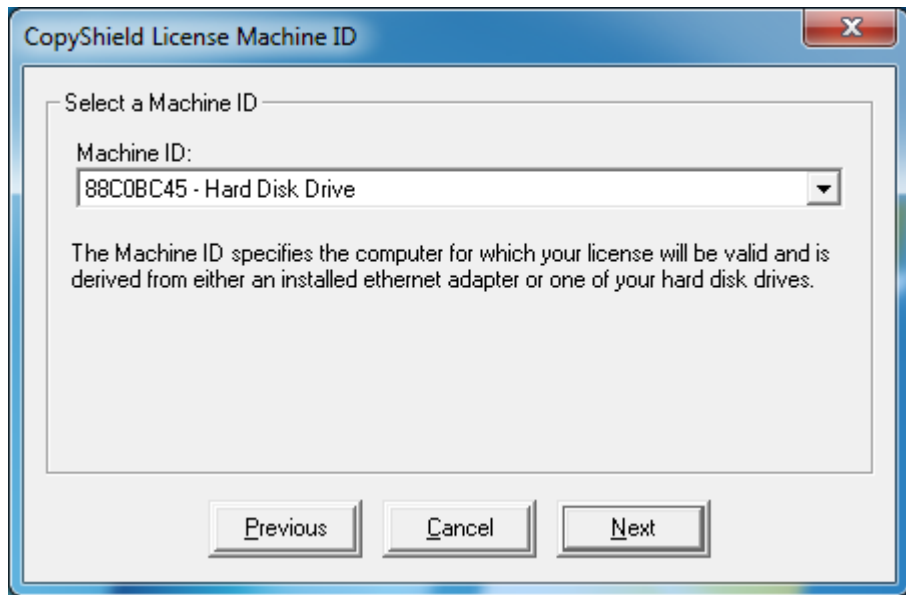 CopyShield License Machine ID
Select a Machine ID
Machine ID:
88C0BC45 - Hard Disk Drive
The Machine ID specifies the computer for which your license will be valid and is
derived from either an installed ethernet adapter or one of your hard disk drives.
Previous Cancel Next